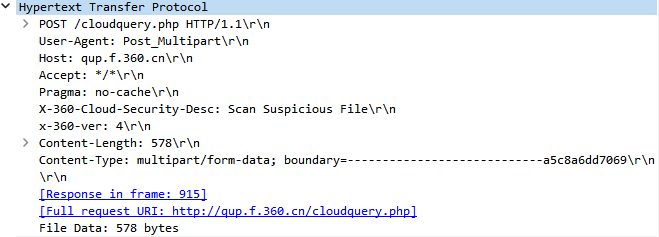 Hypertext Transfer Protocol
POST /cloudquery.php HTTP/1.1\r\n
User-Agent: Post_Multipart\r\n
Host: qup.f.360.cn\r\n
Accept: */*\r\n
Pragma: no-cache\r\n
X-360-Cloud-Security-Desc: Scan Suspicious File\r\n
x-360-ver: 4\r\n
Content-Length: 578\r\n
Content-Type: multipart/form-data; boundary=----------------------------a5c8a6dd7069\r\n
\r\n
[Response in frame: 915]
[Full request URI: http://qup.f.360.cn/cloudquery.php]
File Data: 578 bytes